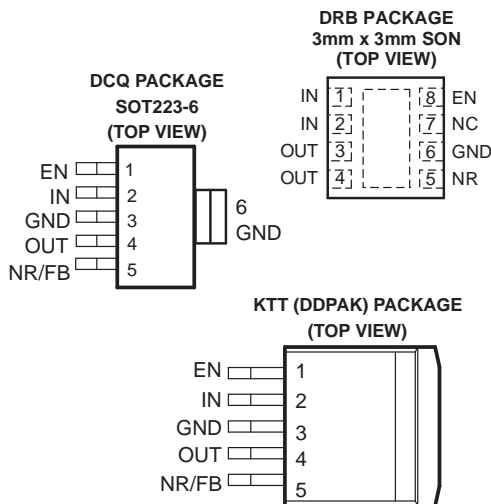 DRB PACKAGE
3mm x 3mm SON
(TOP VIEW)
IN 1 8 EN
IN 2 7 NC
OUT 3 6 GND
OUT 4 5 NR
DCQ PACKAGE
SOT223-6
(TOP VIEW)
EN 1
IN 2
GND 3
OUT 4
NR/FB 5
6
GND
KTT (DDPAK) PACKAGE
(TOP VIEW)
EN 1
IN 2
GND 3
OUT 4
NR/FB 5